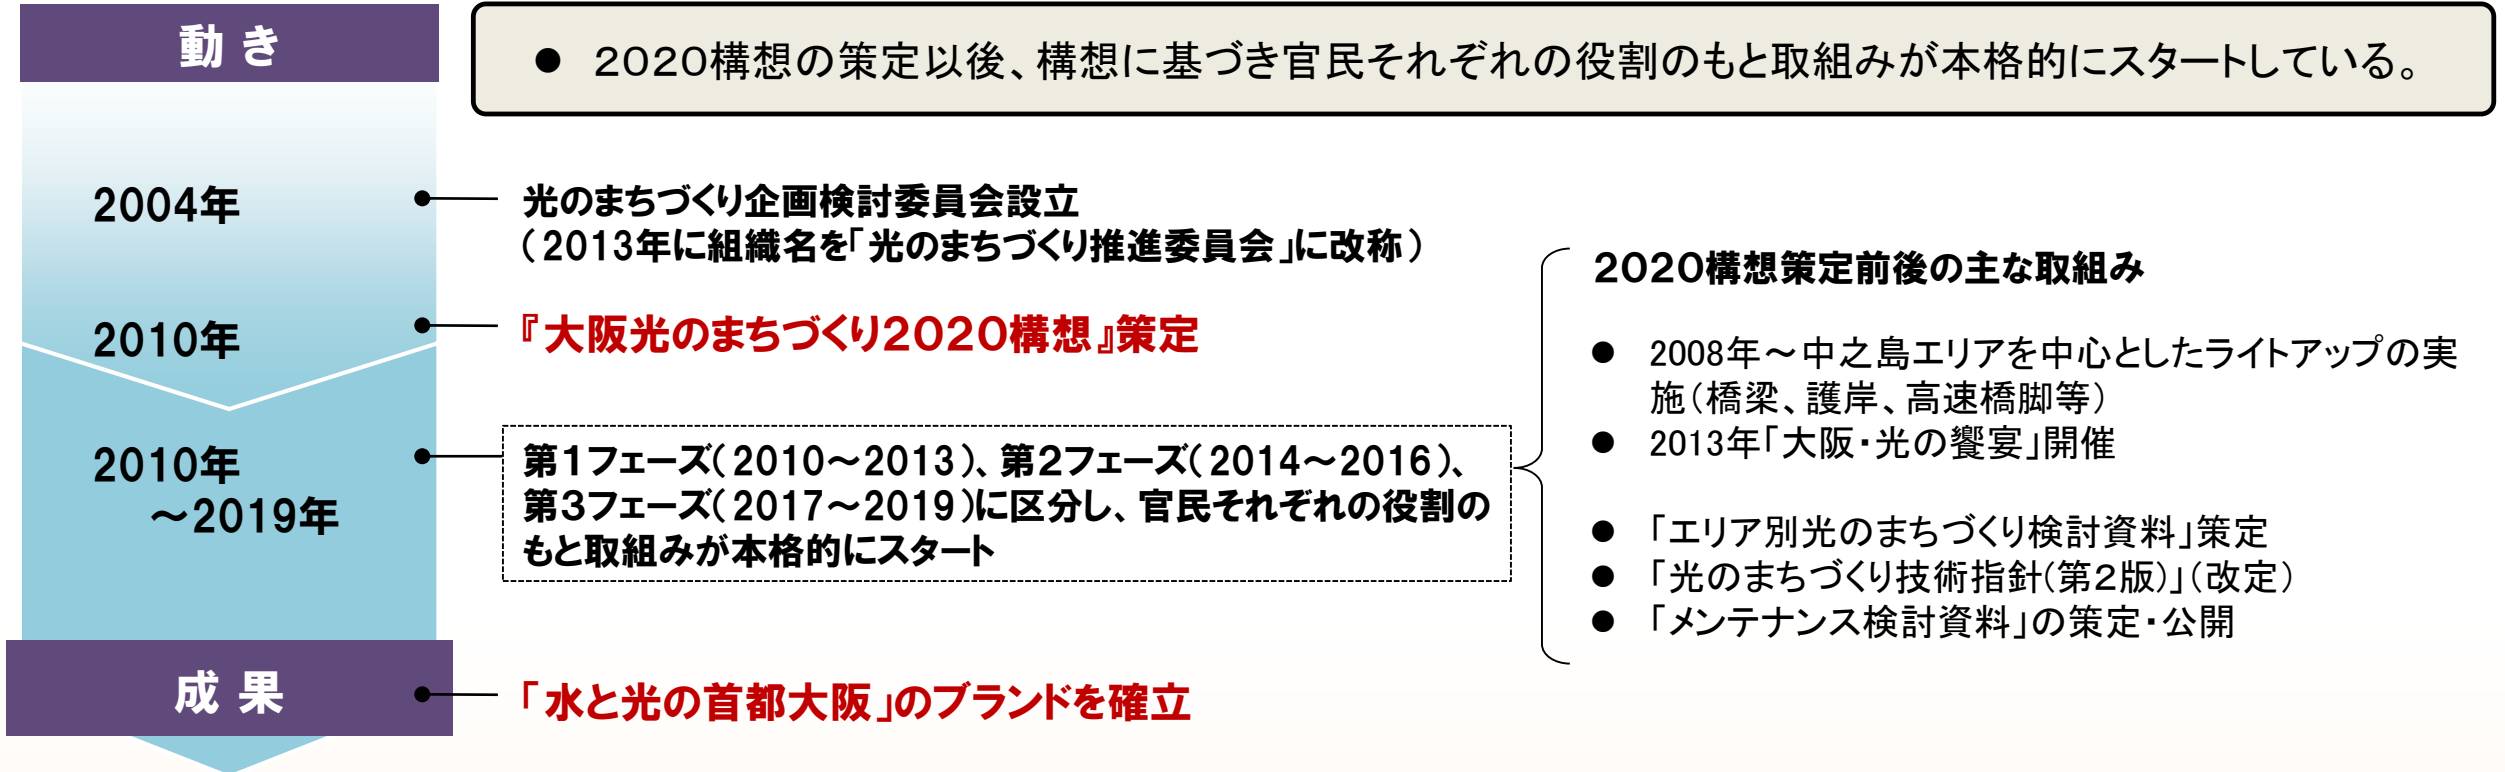 動き
● ２０２０構想の策定以後、構想に基づき官民それぞれの役割のもと取組みが本格的にスタートしている。
2004年
光のまちづくり企画検討委員会設立
（2013年に組織名を「光のまちづくり推進委員会」に改称）
2010年
『大阪光のまちづくり２０２０構想』策定
2010年
～2019年
第１フェーズ（2010～2013）、第２フェーズ（2014～2016）、
第３フェーズ（2017～2019）に区分し、官民それぞれの役割の
もと取組みが本格的にスタート
２０２０構想策定前後の主な取組み
● 2008年～中之島エリアを中心としたライトアップの実
施（橋梁、護岸、高速橋脚等）
● 2013年「大阪・光の饗宴」開催
● 「エリア別光のまちづくり検討資料」策定
● 「光のまちづくり技術指針(第２版)」（改定）
● 「メンテナンス検討資料」の策定・公開
成果
「水と光の首都大阪」のブランドを確立